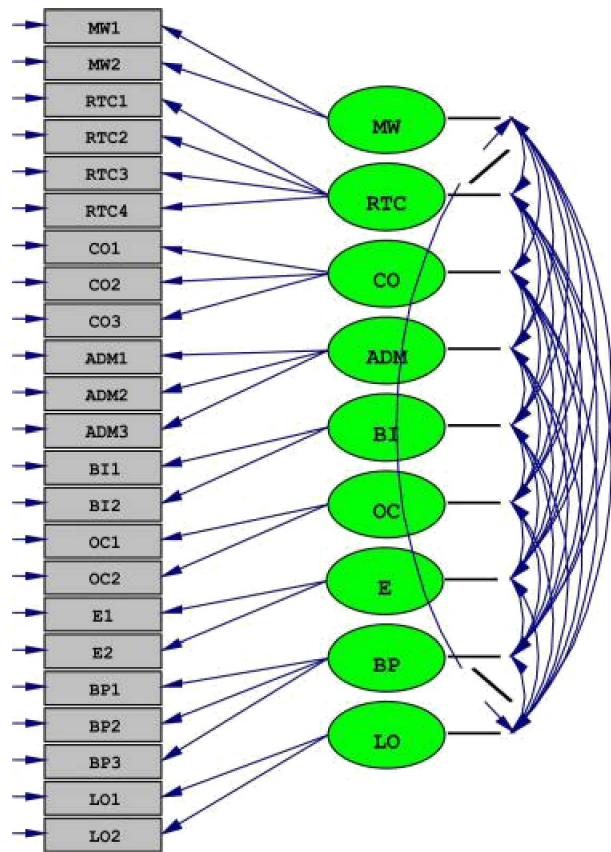 MW1
MW2
RTC1
RTC2
RTC3
RTC4
CO1
CO2
CO3
ADM1
ADM2
ADM3
BI1
BI2
OC1
OC2
E1
E2
BP1
BP2
BP3
LO1
LO2
MW
RTC
CO
ADM
BI
OC
E
BP
LO